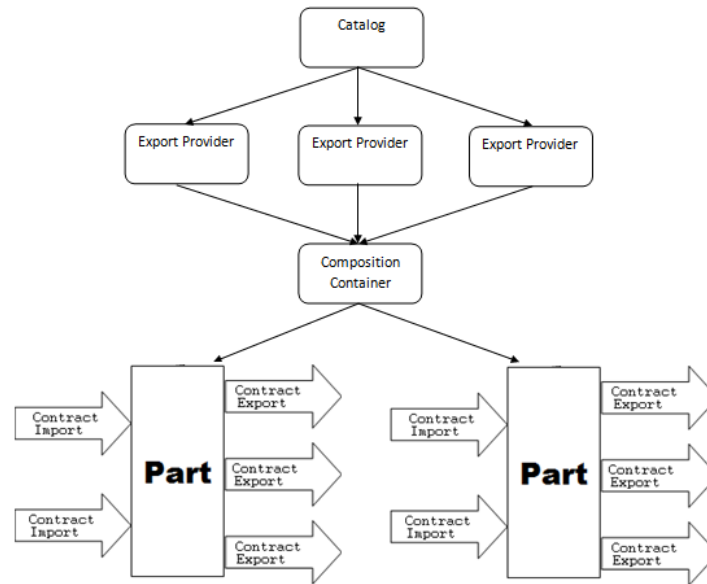 Catalog
Export Provider
Export Provider
Export Provider
Composition
Container
Contract
Import
Contract
Import
Part
Contract
Export
Contract
Export
Contract
Export
Contract
Import
Contract
Import
Part
Contract
Export
Contract
Export
Contract
Export